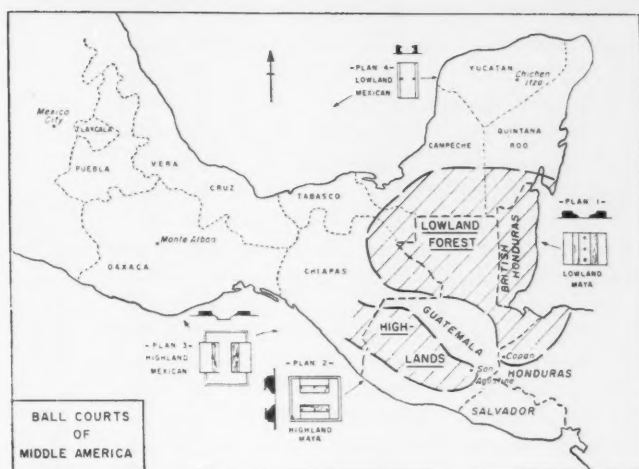 -PLAN 4-
LOWLAND
MEXICAN
YUCATAN
Chichen
Itza
Mexico
City
TLAXCALA
PUEBLA
VERA
CRUZ
TABASCO
CAMPECHE
QUINTANA
ROO
-PLAN 1-
LOWLAND
MAYA
LOWLAND
FOREST
BRITISH
HONDURAS
Monte Alban
OAXACA
CHIAPAS
GUATEMALA
HIGH-
LANDS
-PLAN 3-
HIGHLAND
MEXICAN
-PLAN 2-
HIGHLAND
MAYA
Copan
San
Agustine
HONDURAS
SALVADOR
BALL COURTS
OF
MIDDLE AMERICA